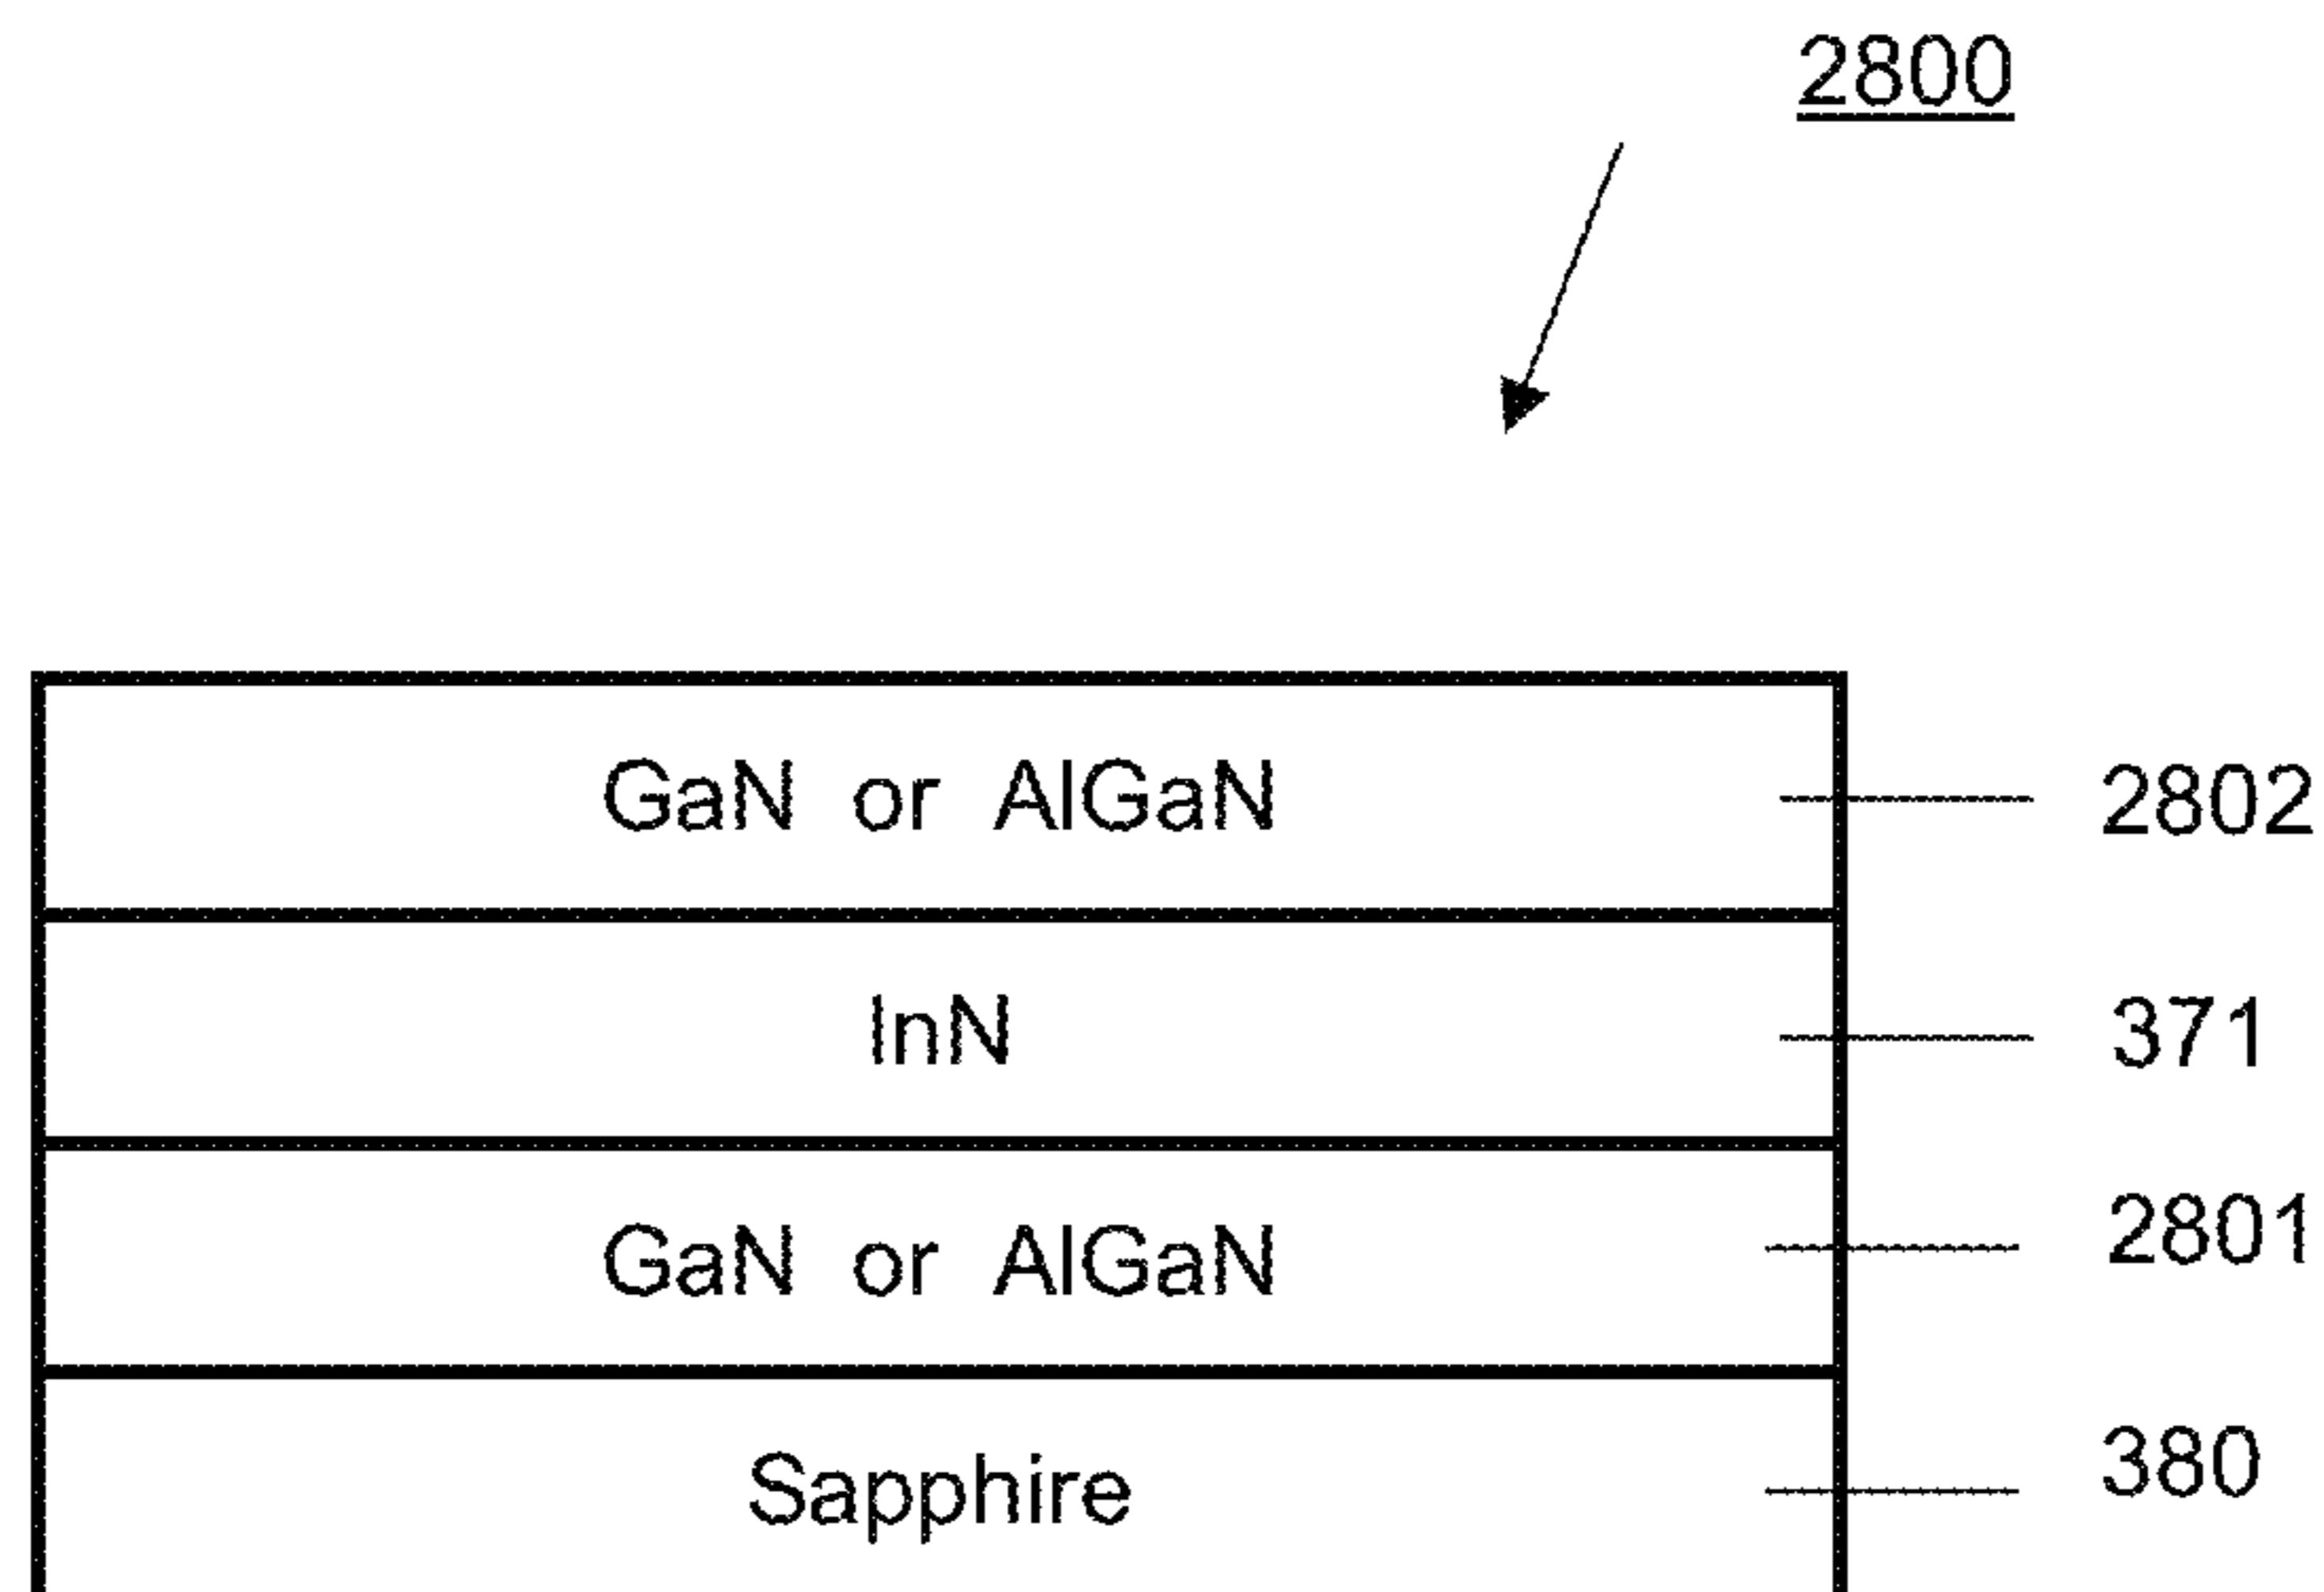 2800
GaN or AlGaN 2802
InN 371
GaN or AlGaN 2801
Sapphire 380